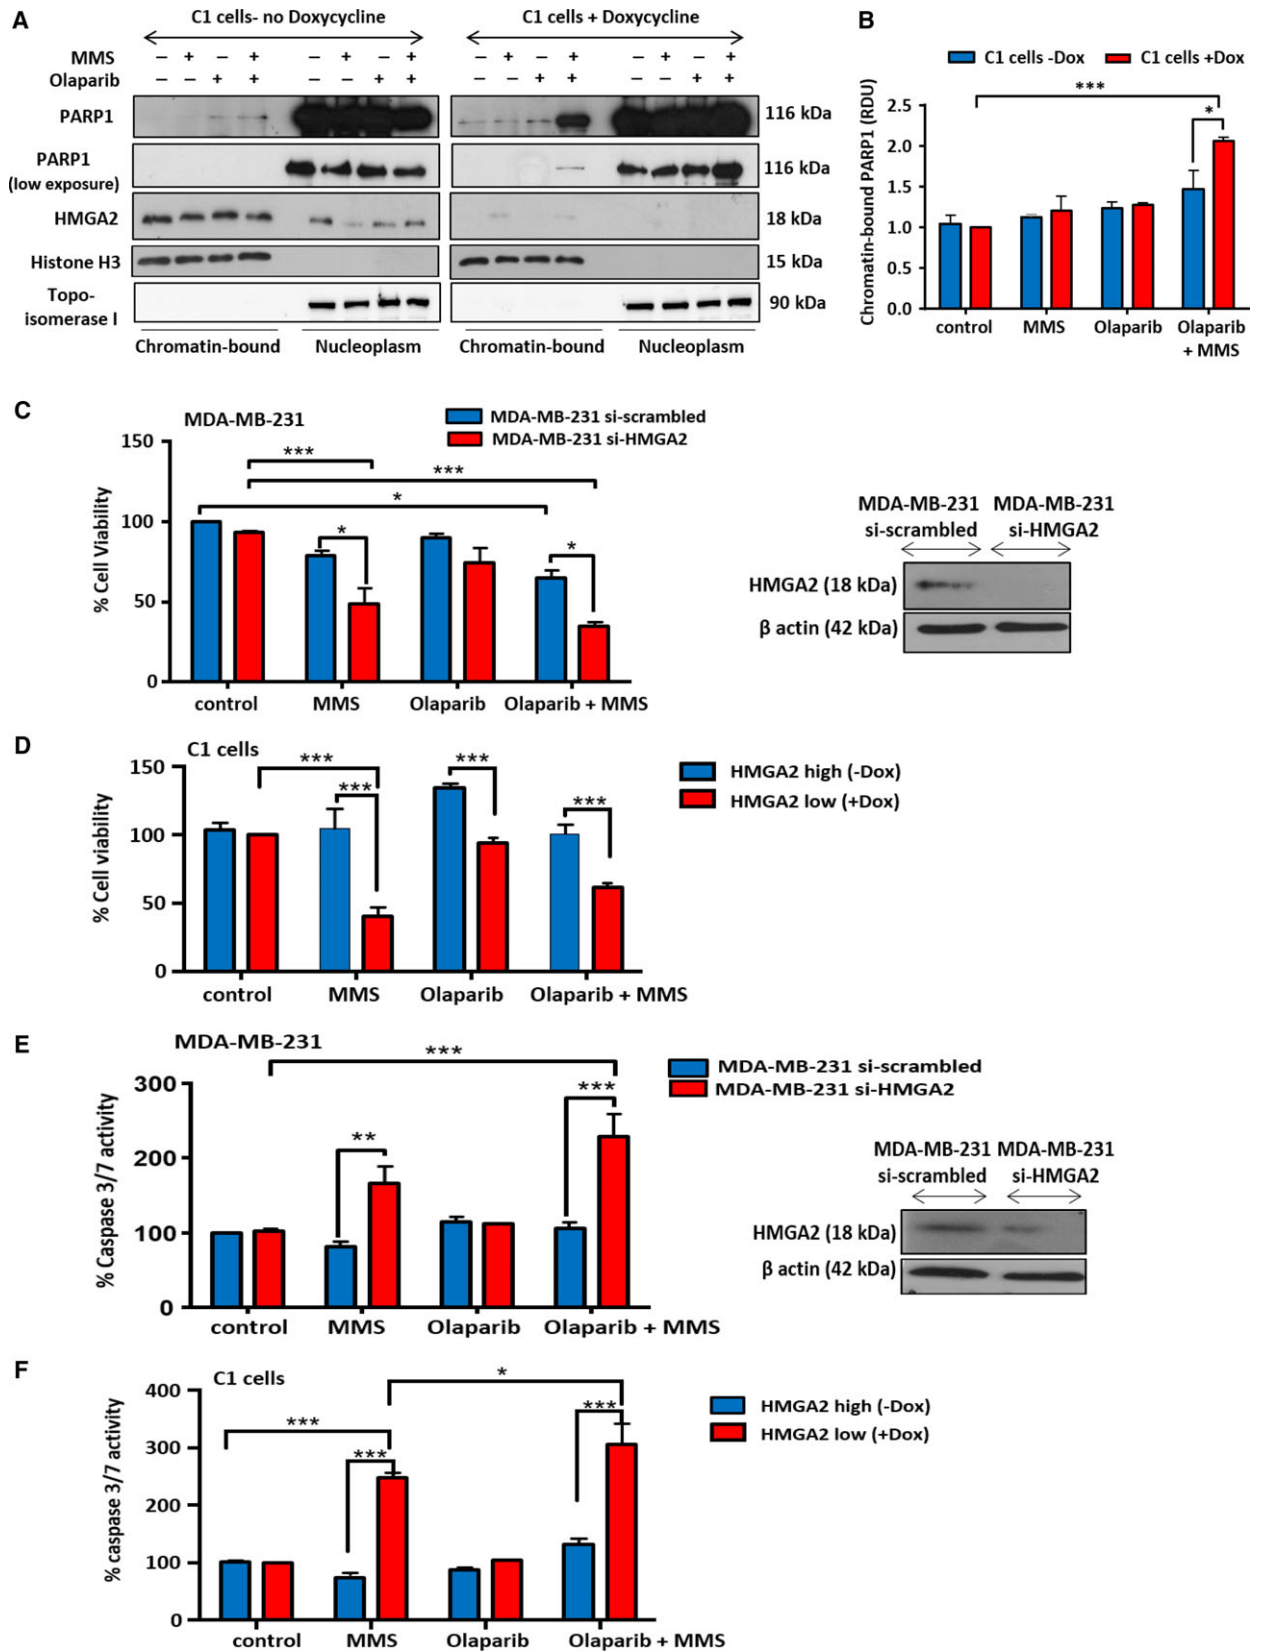 A
C1 cells- no Doxycycline
C1 cells + Doxycycline
MMS – + – + – + – + – + – + – + – +
Olaparib – – + + – – + + – – + + – – + +
PARP1
116 kDa
PARP1
(low exposure)
116 kDa
HMGA2
18 kDa
Histone H3
15 kDa
Topo-
isomerase I
90 kDa
Chromatin-bound
Nucleoplasm
Chromatin-bound
Nucleoplasm
B
C1 cells -Dox
C1 cells +Dox
Chromatin-bound PARP1 (RDU)
2.5
2.0
1.5
1.0
0.5
0.0
***
*
control
MMS
Olaparib
Olaparib
+ MMS
C
MDA-MB-231
MDA-MB-231 si-scrambled
MDA-MB-231 si-HMGA2
% Cell Viability
150
100
50
0
***
***
*
*
*
control
MMS
Olaparib
Olaparib + MMS
MDA-MB-231
si-scrambled
MDA-MB-231
si-HMGA2
HMGA2 (18 kDa)
β actin (42 kDa)
D
C1 cells
HMGA2 high (-Dox)
HMGA2 low (+Dox)
% Cell viability
150
100
50
0
***
***
***
***
control
MMS
Olaparib
Olaparib + MMS
E
MDA-MB-231
MDA-MB-231 si-scrambled
MDA-MB-231 si-HMGA2
% Caspase 3/7 activity
300
200
100
0
***
**
***
control
MMS
Olaparib
Olaparib + MMS
MDA-MB-231
si-scrambled
MDA-MB-231
si-HMGA2
HMGA2 (18 kDa)
β actin (42 kDa)
F
C1 cells
HMGA2 high (-Dox)
HMGA2 low (+Dox)
% caspase 3/7 activity
400
300
200
100
0
*
***
***
***
control
MMS
Olaparib
Olaparib + MMS